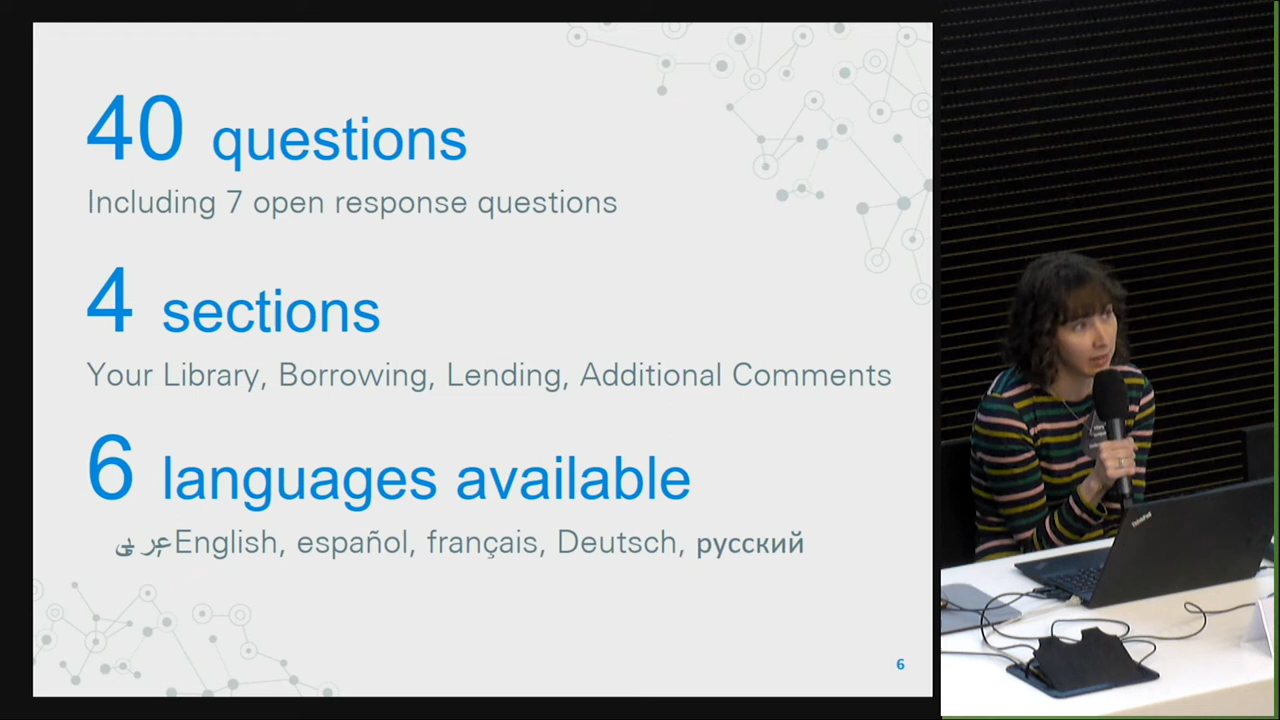 40 questions
Including 7 open response questions
4 sections
Your Library, Borrowing, Lending, Additional Comments
6 languages available
عربي English, español, français, Deutsch, русский
6
ThinkPad